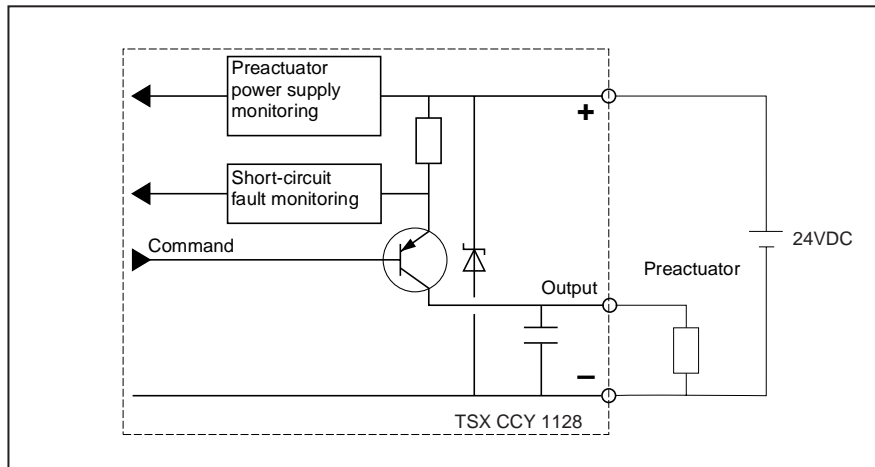 Preactuator
power supply
monitoring
+
Short-circuit
fault monitoring
Command
24VDC
Preactuator
Output
–
TSX CCY 1128